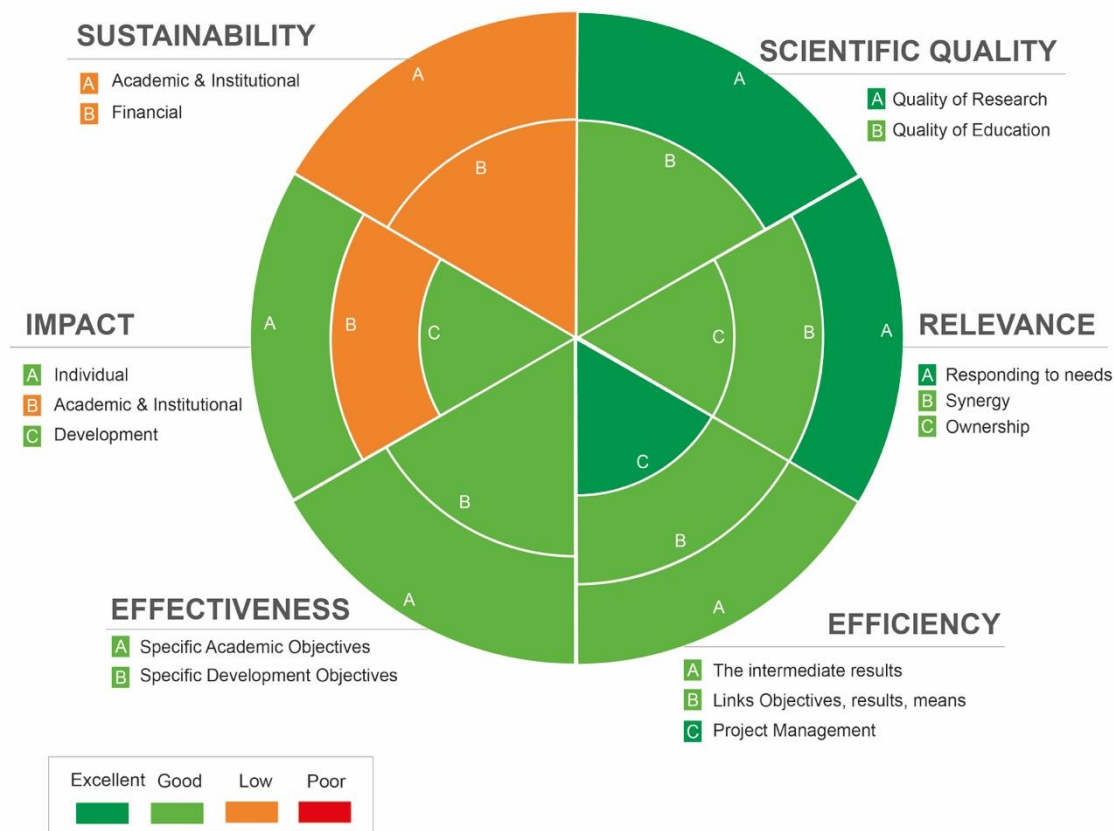 SUSTAINABILITY
A Academic & Institutional
B Financial
SCIENTIFIC QUALITY
A Quality of Research
B Quality of Education
IMPACT
A Individual
B Academic & Institutional
C Development
RELEVANCE
A Responding to needs
B Synergy
C Ownership
EFFECTIVENESS
A Specific Academic Objectives
B Specific Development Objectives
EFFICIENCY
A The intermediate results
B Links Objectives, results, means
C Project Management
A
B
A
B
A
B
C
C
B
A
C
B
A
B
A
Excellent Good Low Poor